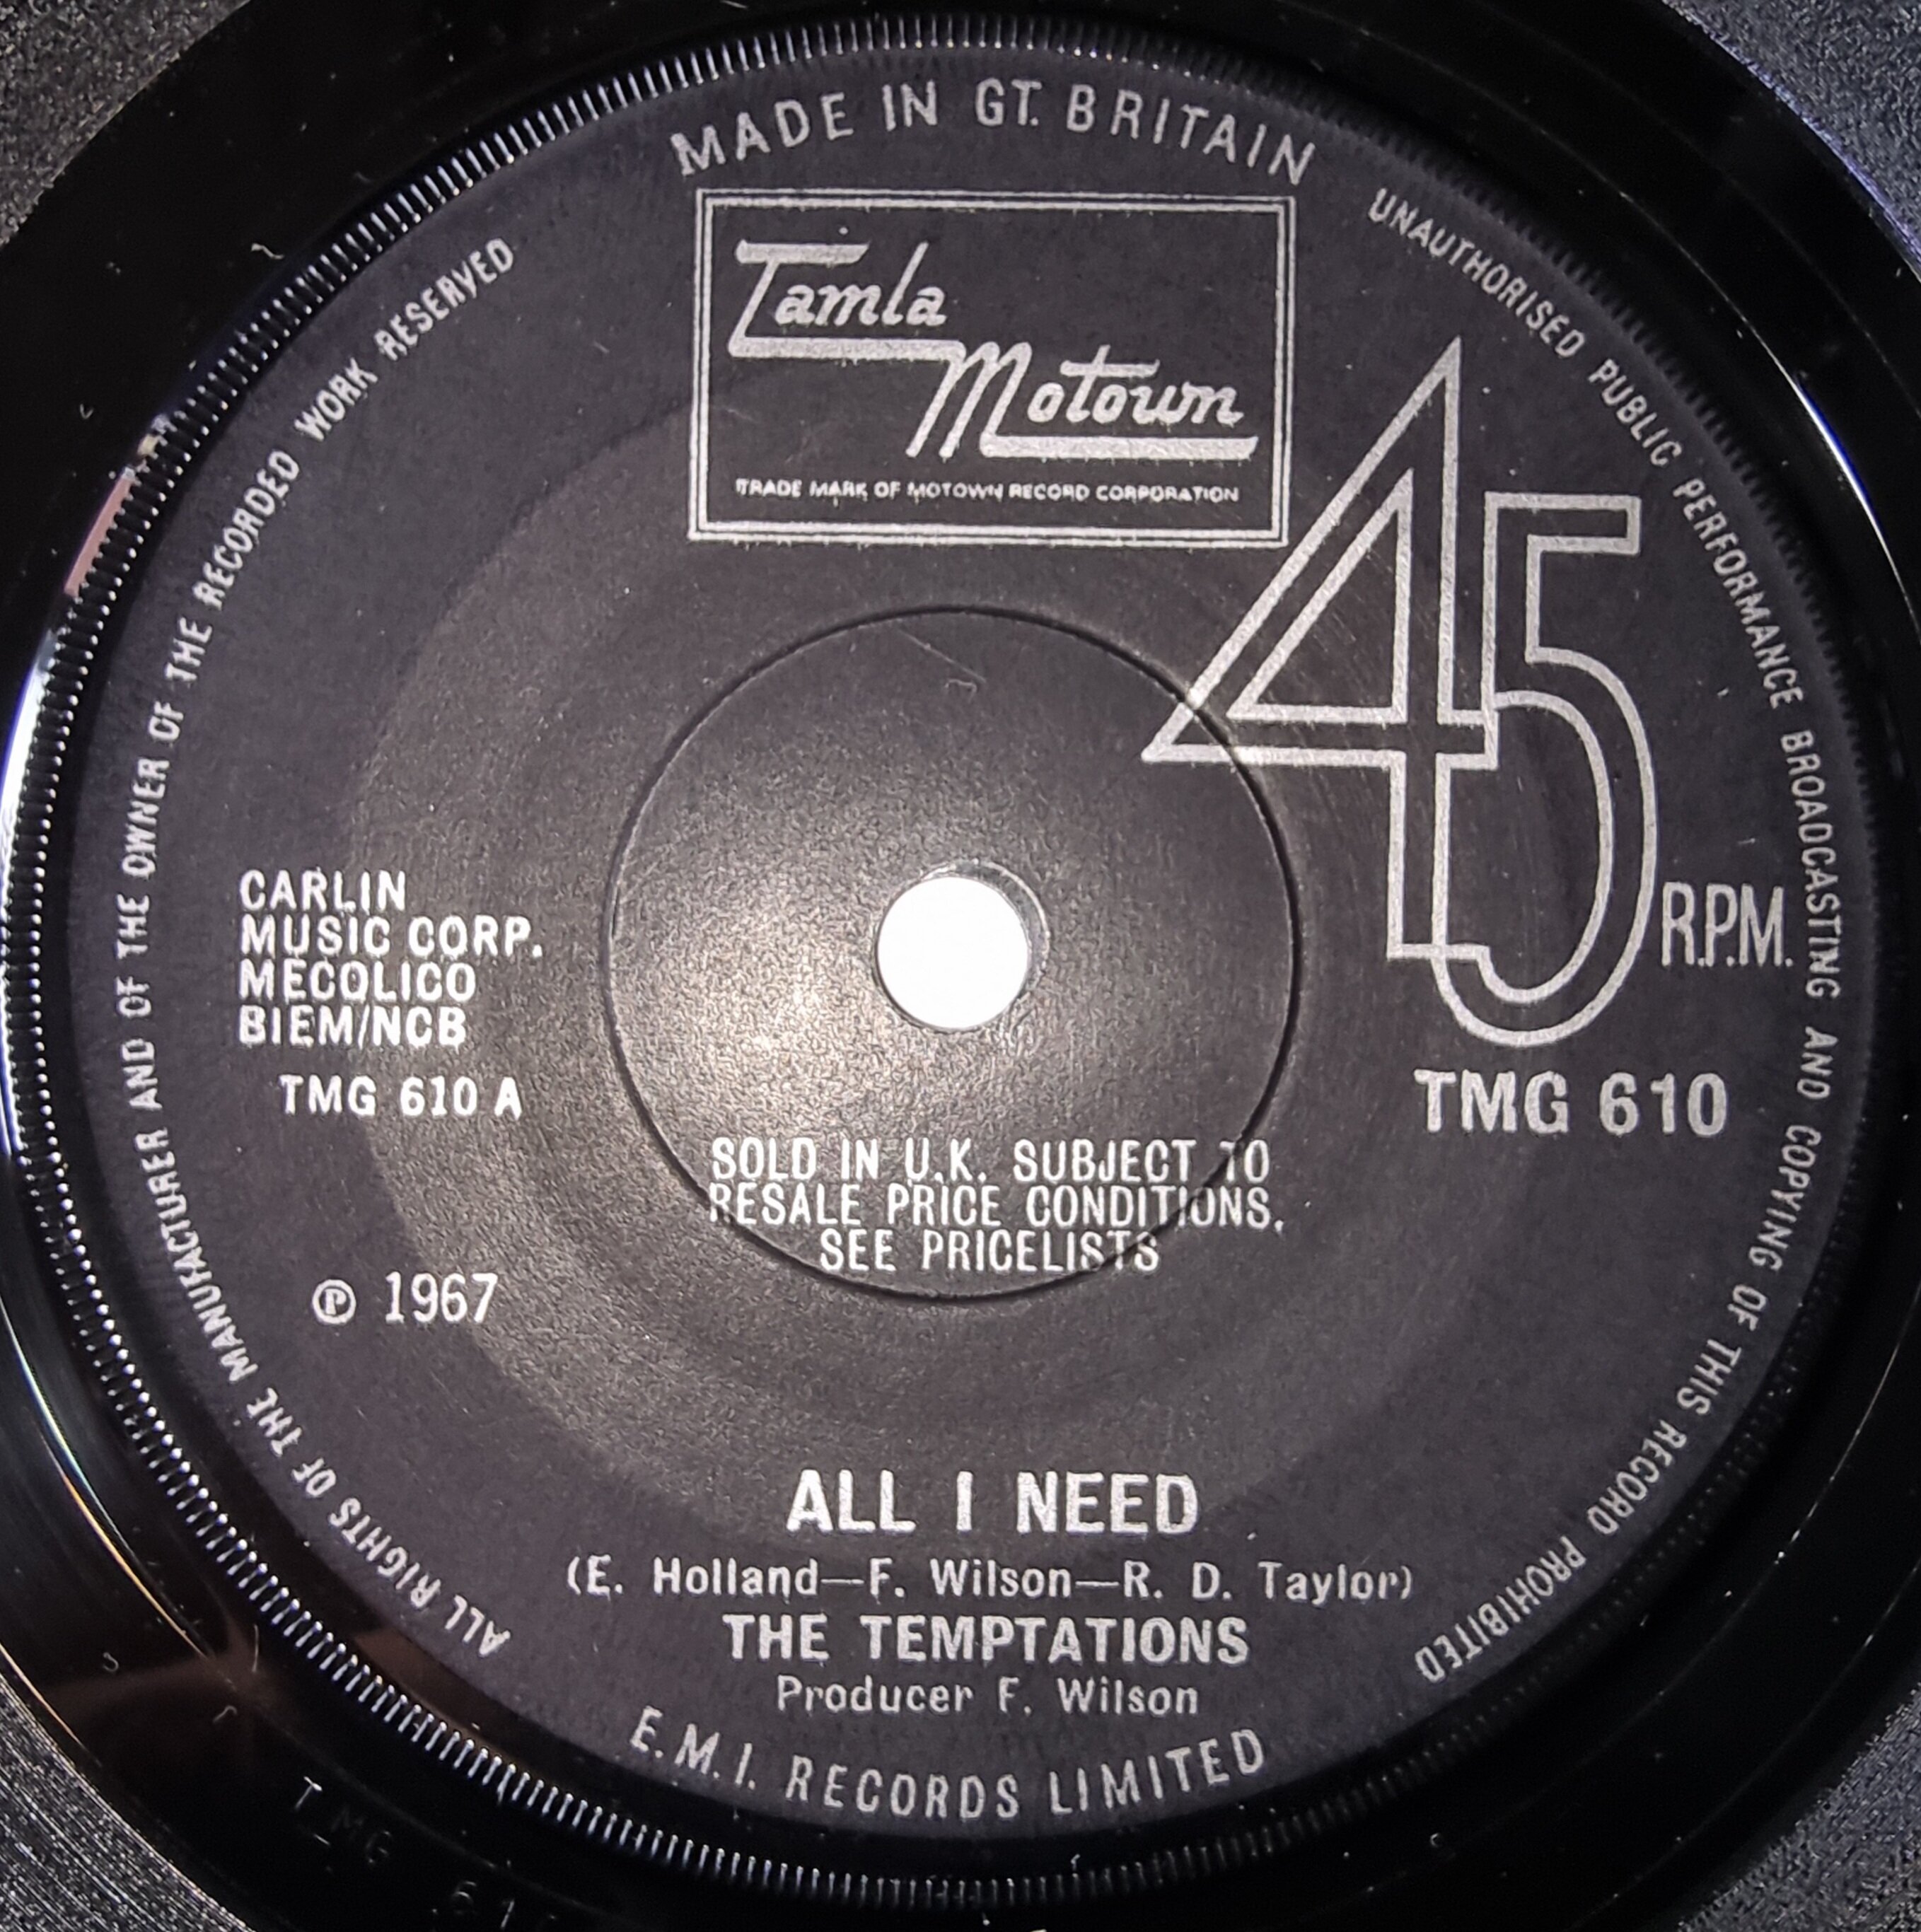 MADE IN GT. BRITAIN
UNAUTHORISED PUBLIC PERFORMANCE BROADCASTING AND COPYING OF THIS RECORD PROHIBITED
ALL RIGHTS OF THE MANUFACTURER AND OF THE OWNER OF THE RECORDED WORK RESERVED
Tamla
Motown
TRADE MARK OF MOTOWN RECORD CORPORATION
45
R.P.M.
CARLIN
MUSIC CORP.
MECOLICO
BIEM/NCB
TMG 610 A
TMG 610
SOLD IN U.K. SUBJECT TO
RESALE PRICE CONDITIONS,
SEE PRICELISTS
℗ 1967
ALL I NEED
(E. Holland—F. Wilson—R. D. Taylor)
THE TEMPTATIONS
Producer F. Wilson
E.M.I. RECORDS LIMITED
TMG